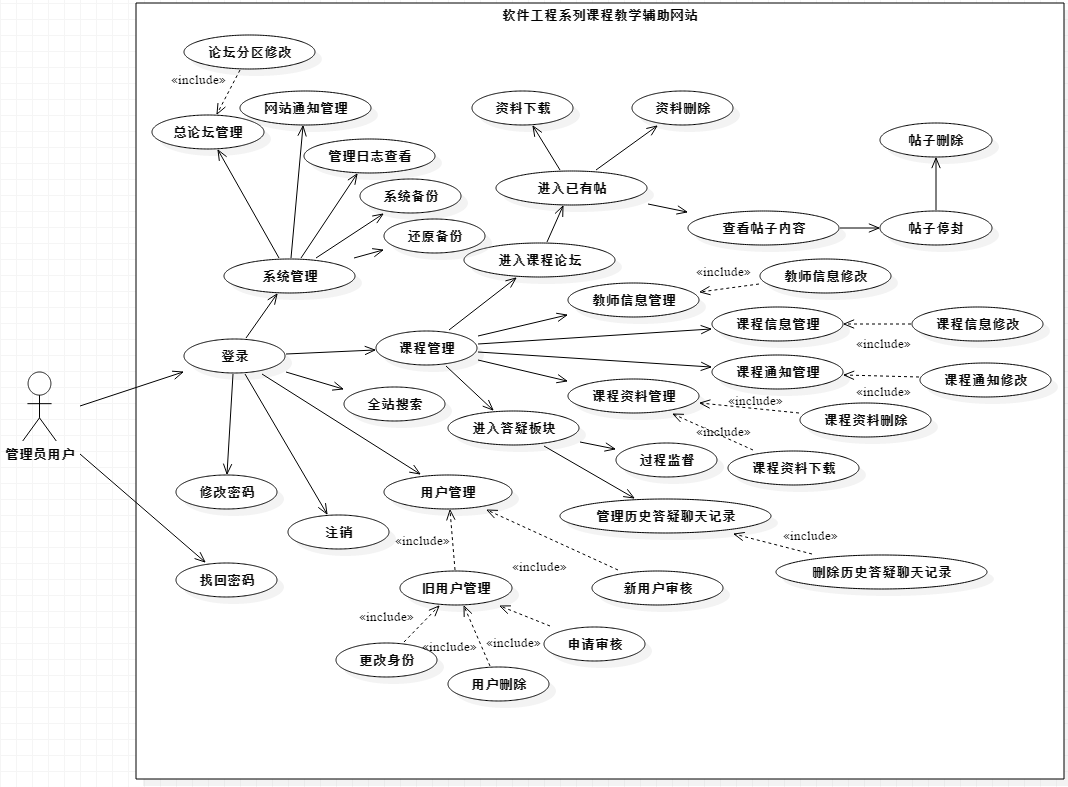 软件工程系列课程教学辅助网站
论坛分区修改
«include»
网站通知管理
资料下载
资料删除
总论坛管理
帖子删除
管理日志查看
系统备份
进入已有帖
还原备份
查看帖子内容
帖子停封
进入课程论坛
系统管理
«include»
教师信息修改
教师信息管理
课程信息管理
课程信息修改
«include»
登录
课程管理
课程通知管理
课程通知修改
«include»
全站搜索
课程资料管理
«include»
课程资料删除
进入答疑板块
«include»
管理员用户
过程监督
课程资料下载
修改密码
用户管理
管理历史答疑聊天记录
注销
«include»
«include»
«include»
删除历史答疑聊天记录
找回密码
旧用户管理
新用户审核
«include»
«include»
«include»
申请审核
更改身份
用户删除